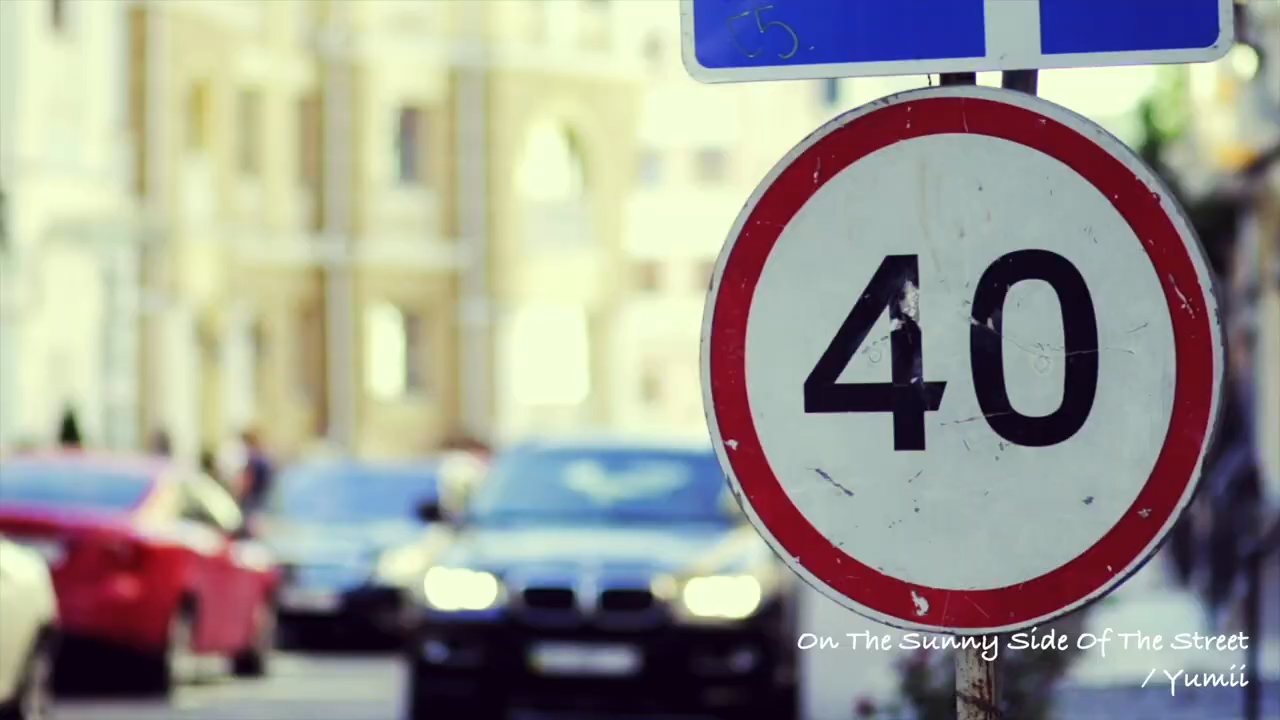 40
On The Sunny Side Of The Street
/ Yumii